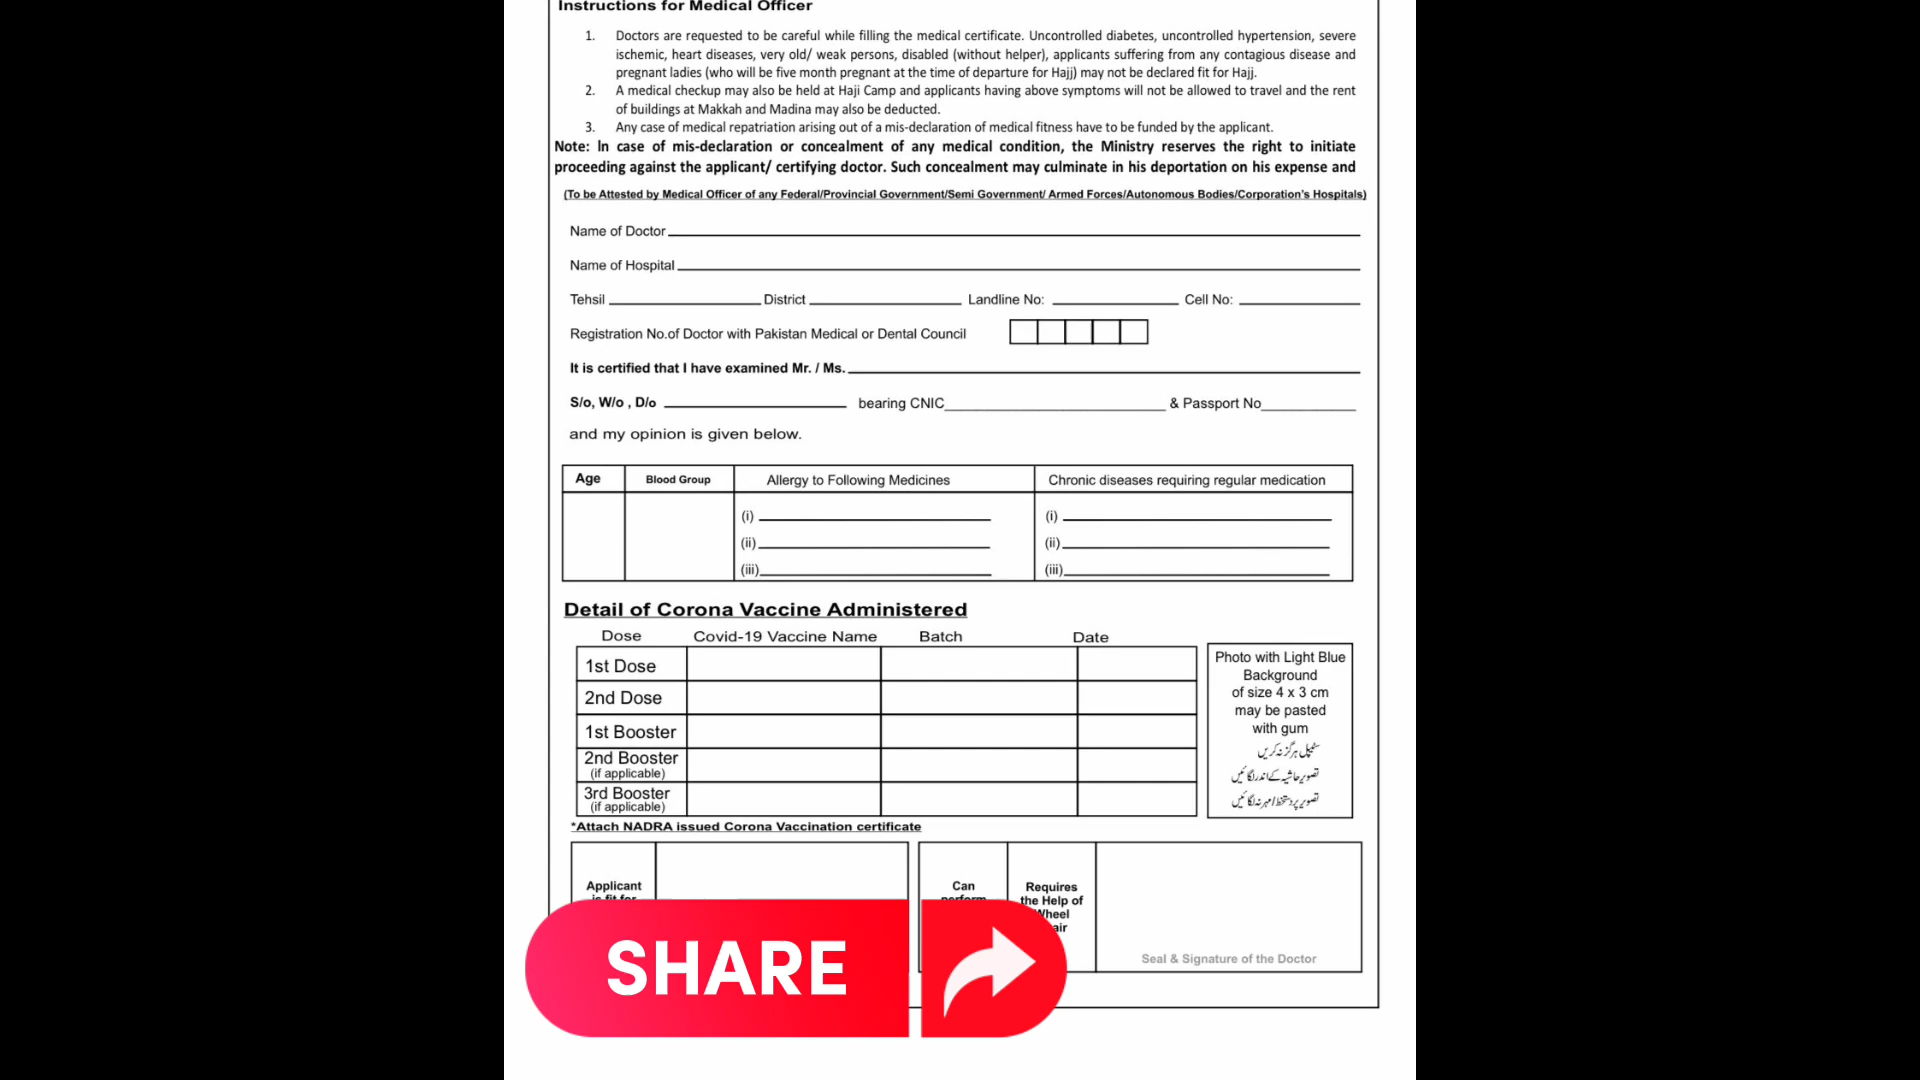 Instructions for Medical Officer
1. Doctors are requested to be careful while filling the medical certificate. Uncontrolled diabetes, uncontrolled hypertension, severe
ischemic, heart diseases, very old/ weak persons, disabled (without helper), applicants suffering from any contagious disease and
pregnant ladies (who will be five month pregnant at the time of departure for Hajj) may not be declared fit for Hajj.
2. A medical checkup may also be held at Haji Camp and applicants having above symptoms will not be allowed to travel and the rent
of buildings at Makkah and Madina may also be deducted.
3. Any case of medical repatriation arising out of a mis-declaration of medical fitness have to be funded by the applicant.
Note: In case of mis-declaration or concealment of any medical condition, the Ministry reserves the right to initiate
proceeding against the applicant/ certifying doctor. Such concealment may culminate in his deportation on his expense and
(To be Attested by Medical Officer of any Federal/Provincial Government/Semi Government/ Armed Forces/Autonomous Bodies/Corporation's Hospitals)
Name of Doctor
Name of Hospital
Tehsil District Landline No: Cell No:
Registration No.of Doctor with Pakistan Medical or Dental Council
It is certified that I have examined Mr. / Ms.
S/o, W/o , D/o bearing CNIC & Passport No
and my opinion is given below.
Age Blood Group Allergy to Following Medicines Chronic diseases requiring regular medication
(i) (i)
(ii) (ii)
(iii) (iii)
Detail of Corona Vaccine Administered
Dose Covid-19 Vaccine Name Batch Date
1st Dose
2nd Dose
1st Booster
2nd Booster
(if applicable)
3rd Booster
(if applicable)
Photo with Light Blue
Background
of size 4 x 3 cm
may be pasted
with gum
سٹیپل ہرگز نہ کریں
تصویر حاشیہ کے اندر لگائیں
تصویر پر دستخط/مہر نہ لگائیں
*Attach NADRA issued Corona Vaccination certificate
Applicant
is fit for
Can
perform
Requires
the Help of
Wheel
Seal & Signature of the Doctor
SHARE